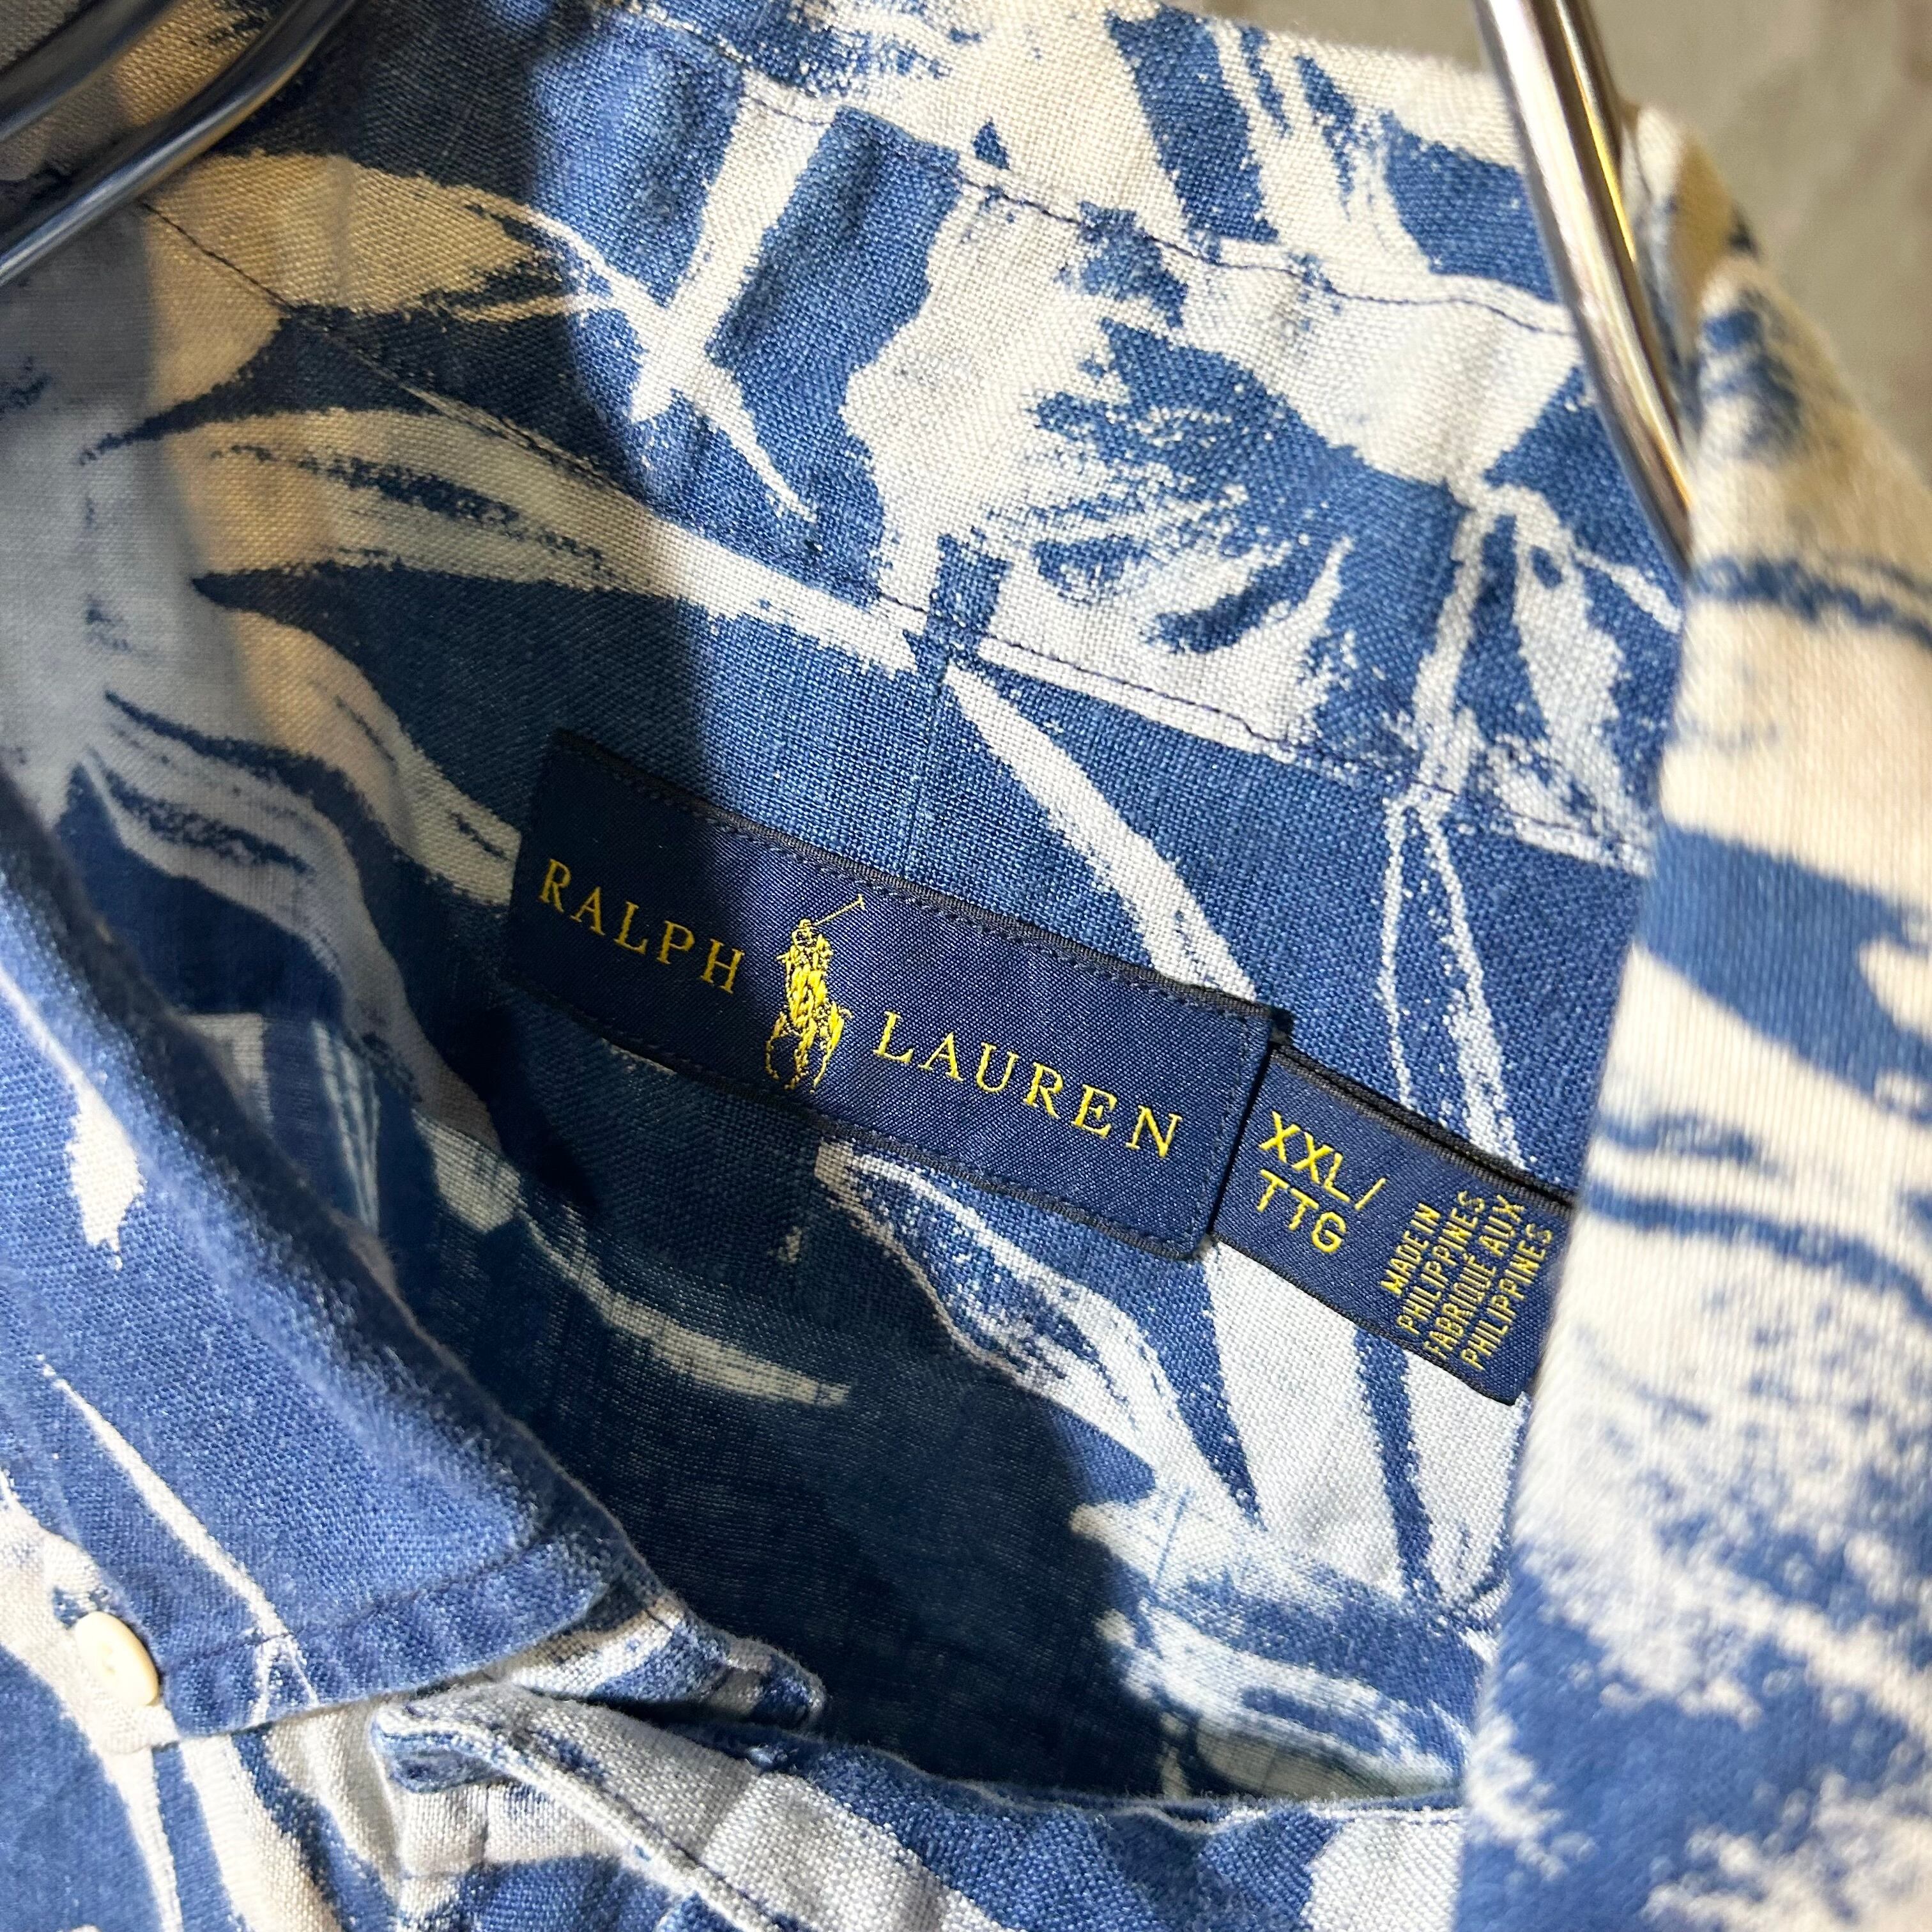 RALPH LAUREN
XXL/
TTG
MADE IN
PHILIPPINES
FABRIQUÉ AUX
PHILIPPINES